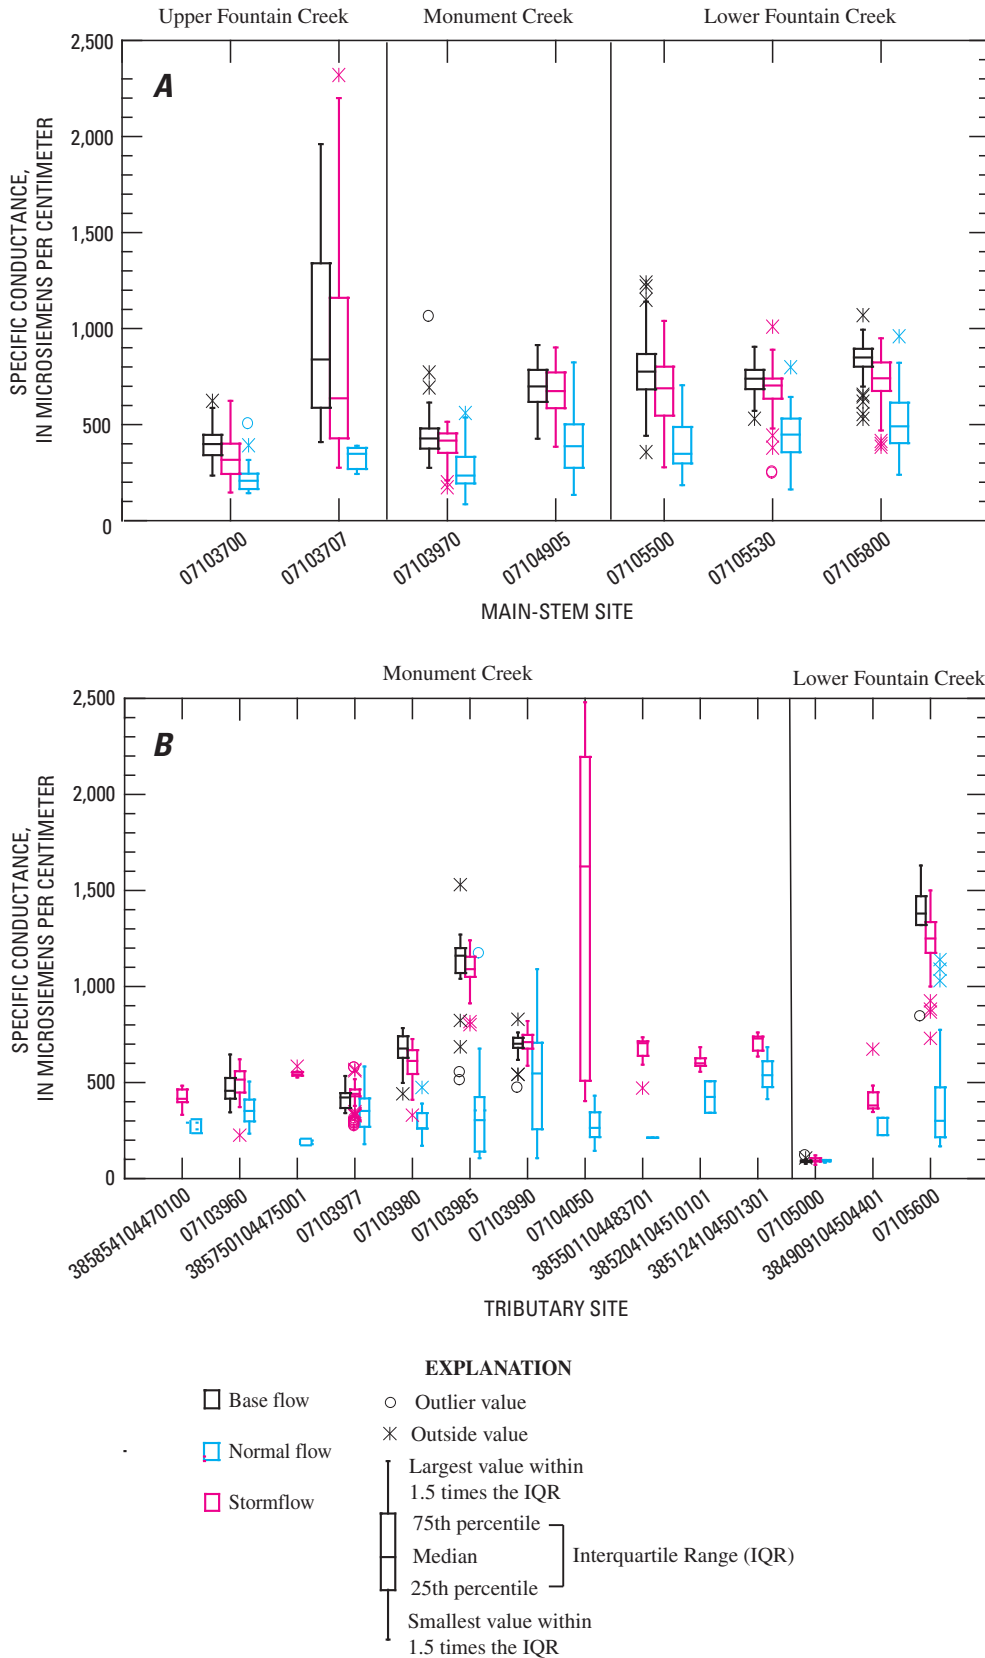 Upper Fountain Creek Monument Creek Lower Fountain Creek
A
SPECIFIC CONDUCTANCE,
IN MICROSIEMENS PER CENTIMETER
2,500
2,000
1,500
1,000
500
0
07103700 07103707 07103970 07104905 07105500 07105530 07105800
MAIN-STEM SITE
Monument Creek Lower Fountain Creek
B
SPECIFIC CONDUCTANCE,
IN MICROSIEMENS PER CENTIMETER
2,500
2,000
1,500
1,000
500
0
385854104470100 07103960 385750104475001 07103977 07103980 07103985 07103990 07104050 385501104483701 385204104510101 385124104501301 07105000 384909104504401 07105600
TRIBUTARY SITE
EXPLANATION
Base flow
Normal flow
Stormflow
Outlier value
Outside value
Largest value within
1.5 times the IQR
75th percentile
Median
25th percentile
Interquartile Range (IQR)
Smallest value within
1.5 times the IQR